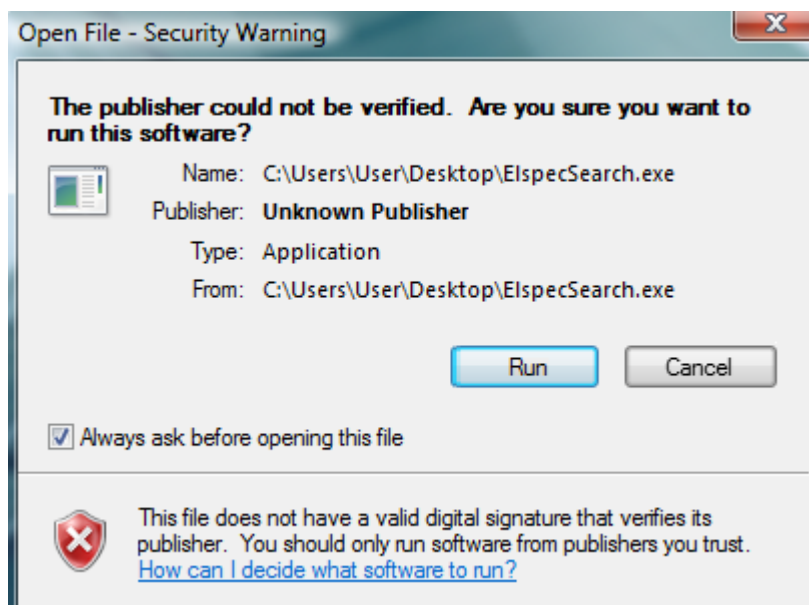 Open File - Security Warning
The publisher could not be verified. Are you sure you want to
run this software?
Name: C:\Users\User\Desktop\ElspecSearch.exe
Publisher: Unknown Publisher
Type: Application
From: C:\Users\User\Desktop\ElspecSearch.exe
Run Cancel
Always ask before opening this file
This file does not have a valid digital signature that verifies its
publisher. You should only run software from publishers you trust.
How can I decide what software to run?